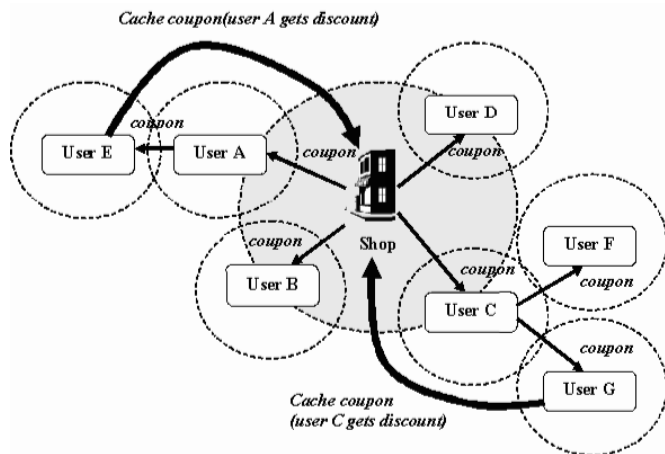 Cache coupon(user A gets discount)
User D
coupon
User E
coupon
User A
coupon
coupon
Shop
User B
coupon
User F
coupon
User C
coupon
User G
Cache coupon
(user C gets discount)